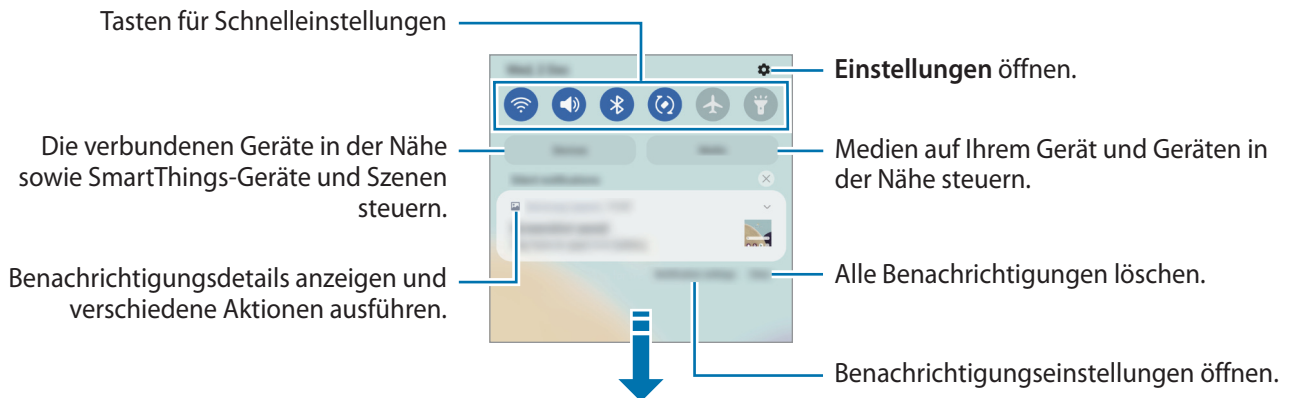 Tasten für Schnelleinstellungen
Einstellungen öffnen.
Die verbundenen Geräte in der Nähe
sowie SmartThings-Geräte und Szenen
steuern.
Medien auf Ihrem Gerät und Geräten in
der Nähe steuern.
Benachrichtigungsdetails anzeigen und
verschiedene Aktionen ausführen.
Alle Benachrichtigungen löschen.
Benachrichtigungseinstellungen öffnen.